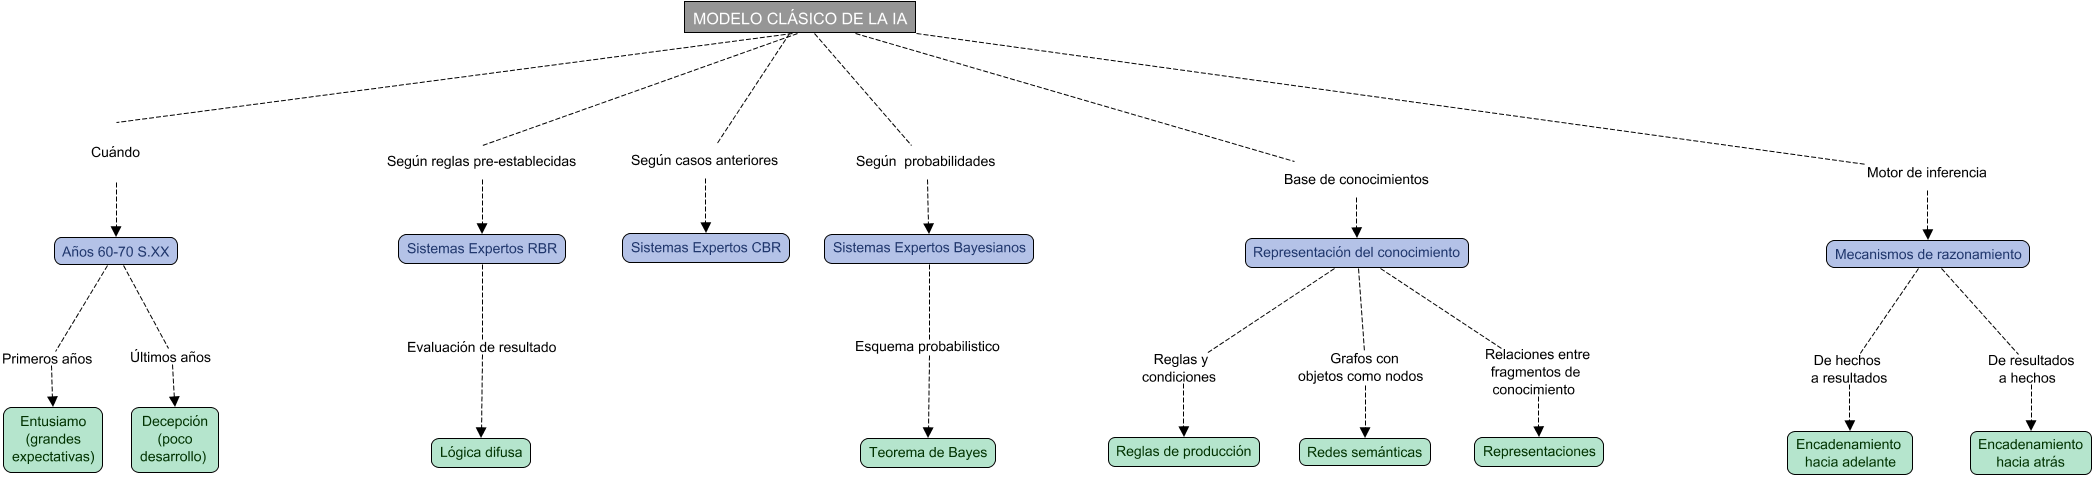 MODELO CLÁSICO DE LA IA
Cuándo
Según reglas pre-establecidas
Según casos anteriores
Según probabilidades
Base de conocimientos
Motor de inferencia
Años 60-70 S.XX
Sistemas Expertos RBR
Sistemas Expertos CBR
Sistemas Expertos Bayesianos
Representación del conocimiento
Mecanismos de razonamiento
Primeros años
Últimos años
Evaluación de resultado
Esquema probabilistico
Reglas y
condiciones
Grafos con
objetos como nodos
Relaciones entre
fragmentos de
conocimiento
De hechos
a resultados
De resultados
a hechos
Entusiamo
(grandes
expectativas)
Decepción
(poco
desarrollo)
Lógica difusa
Teorema de Bayes
Reglas de producción
Redes semánticas
Representaciones
Encadenamiento
hacia adelante
Encadenamiento
hacia atrás